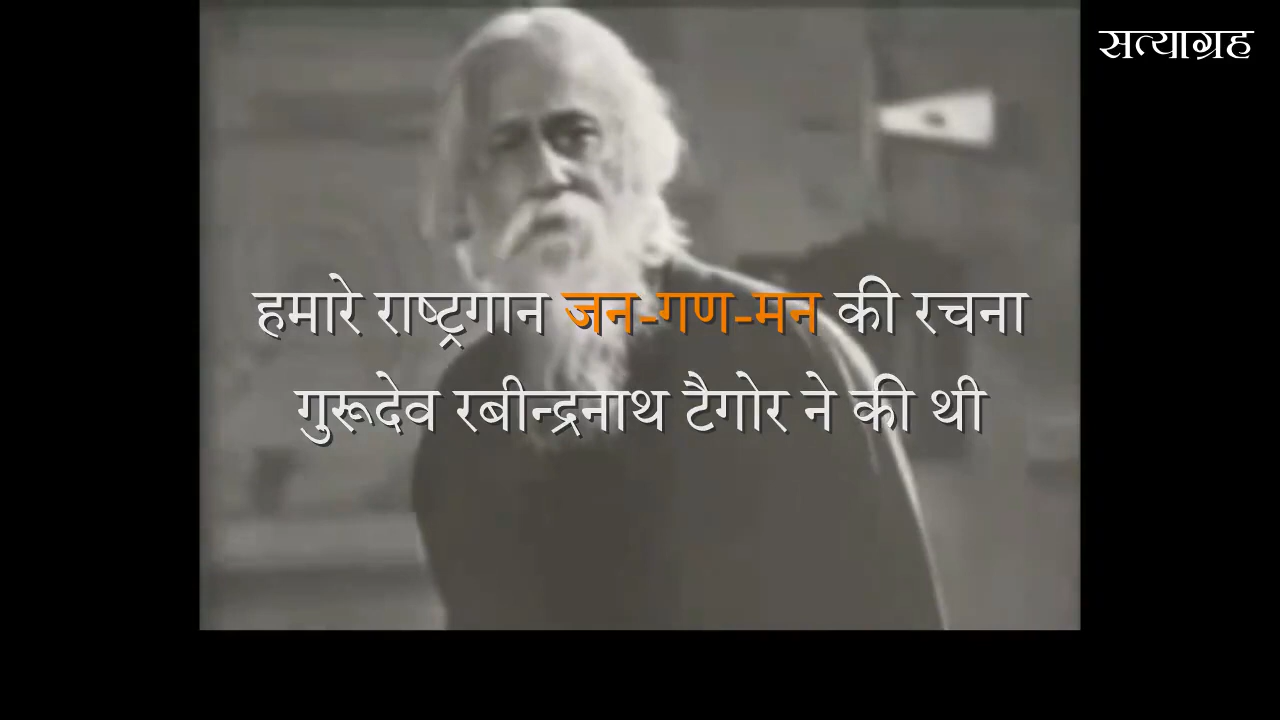 सत्याग्रह
हमारे राष्ट्रगान जन-गण-मन की रचना
गुरूदेव रबीन्द्रनाथ टैगोर ने की थी